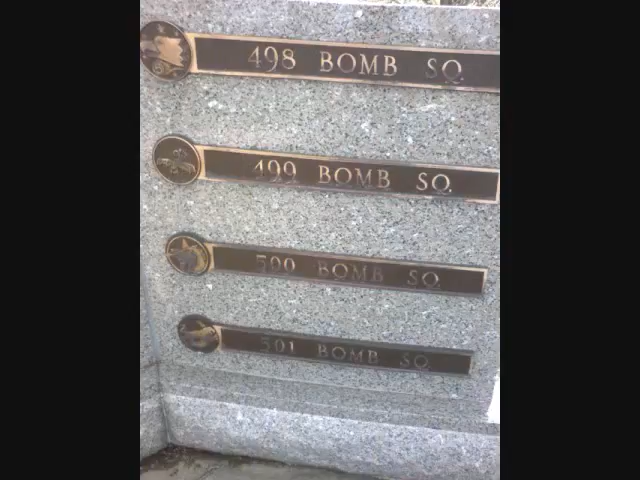 498 BOMB SQ.
499 BOMB SQ.
500 BOMB SQ.
501 BOMB SQ.